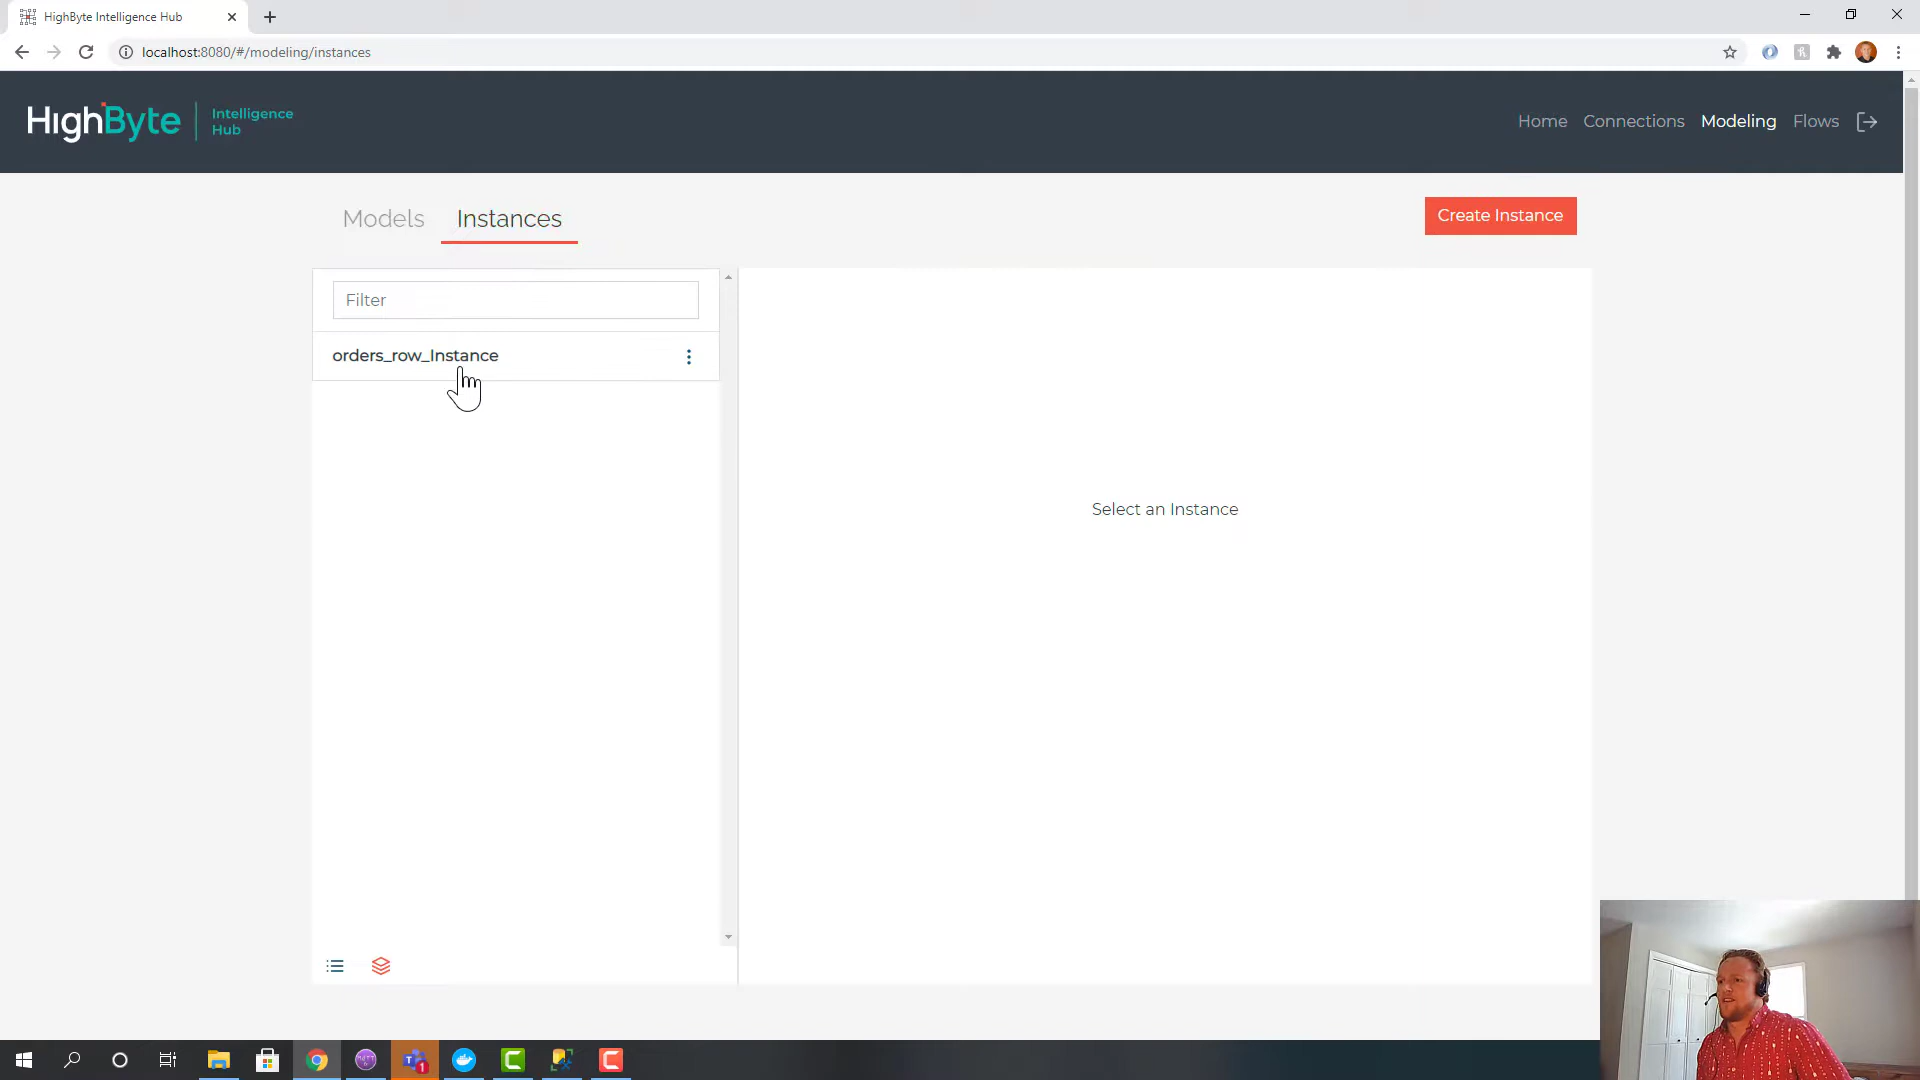 HighByte Intelligence Hub
localhost:8080/#/modeling/instances
HighByte
Intelligence
Hub
Home
Connections
Modeling
Flows
Models
Instances
Create Instance
Filter
orders_row_Instance
Select an Instance
1